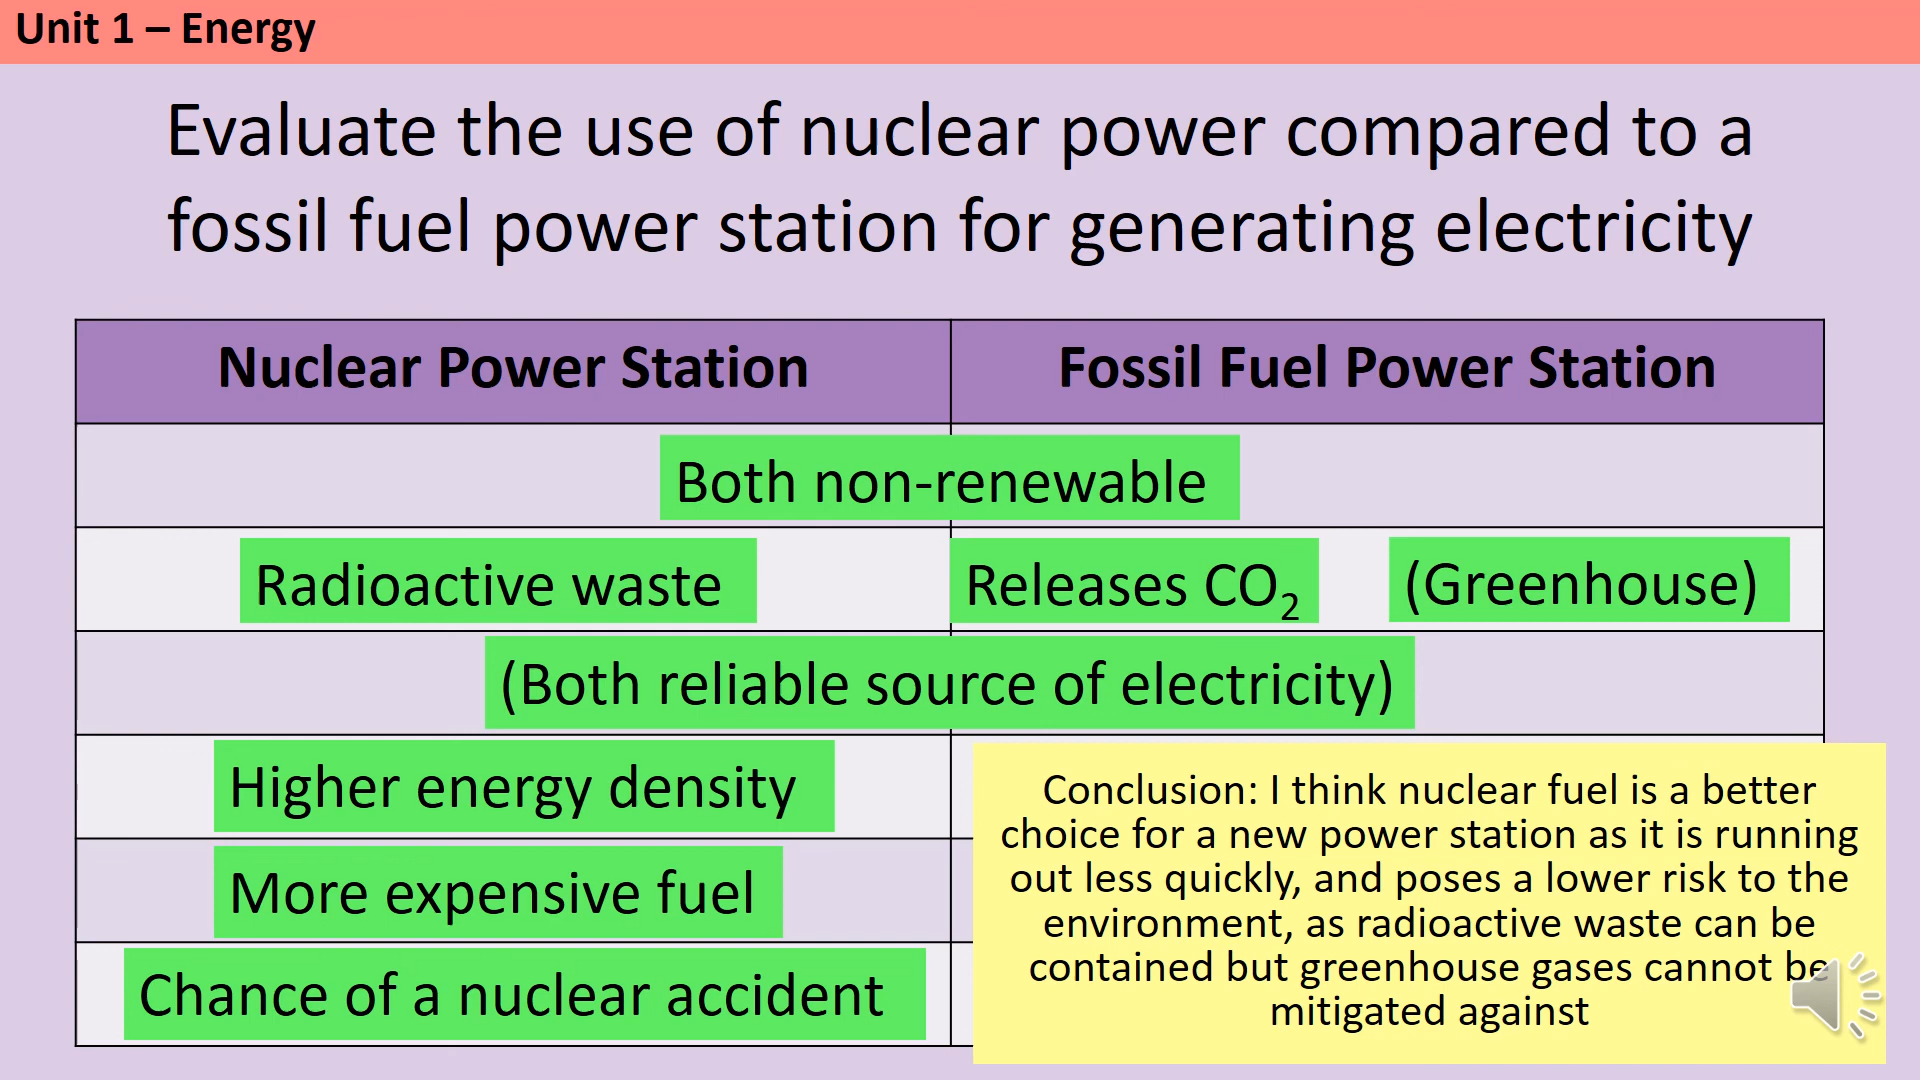 Unit 1 – Energy
Evaluate the use of nuclear power compared to a
fossil fuel power station for generating electricity
Nuclear Power Station
Fossil Fuel Power Station
Both non-renewable
Radioactive waste
Releases CO₂
(Greenhouse)
(Both reliable source of electricity)
Higher energy density
More expensive fuel
Chance of a nuclear accident
Conclusion: I think nuclear fuel is a better
choice for a new power station as it is running
out less quickly, and poses a lower risk to the
environment, as radioactive waste can be
contained but greenhouse gases cannot be
mitigated against